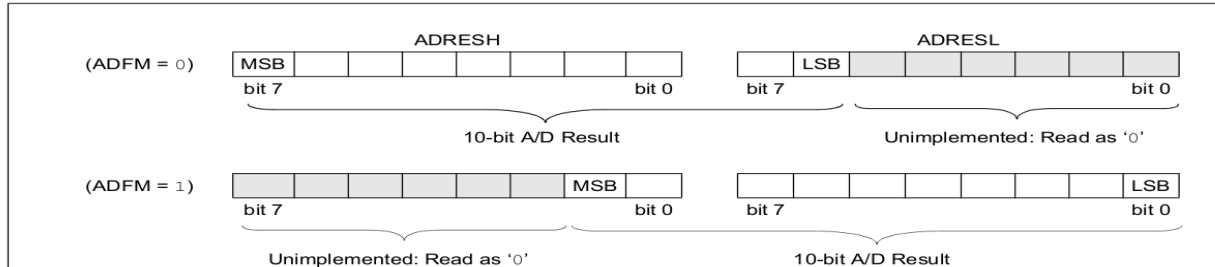 ADRESH ADRESL
(ADFM = 0) MSB LSB
bit 7 bit 0 bit 7 bit 0
10-bit A/D Result Unimplemented: Read as ‘0’
(ADFM = 1) MSB LSB
bit 7 bit 0 bit 7 bit 0
Unimplemented: Read as ‘0’ 10-bit A/D Result